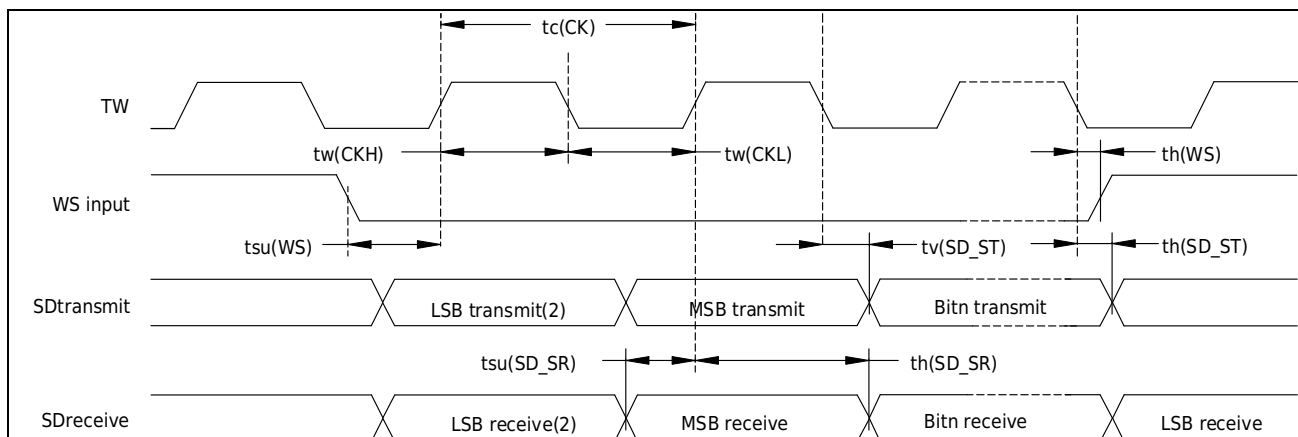 tc(CK)
TW
tw(CKH)
tw(CKL)
th(WS)
WS input
tsu(WS)
tv(SD_ST)
th(SD_ST)
SDtransmit
LSB transmit(2)
MSB transmit
Bitn transmit
tsu(SD_SR)
th(SD_SR)
SDreceive
LSB receive(2)
MSB receive
Bitn receive
LSB receive